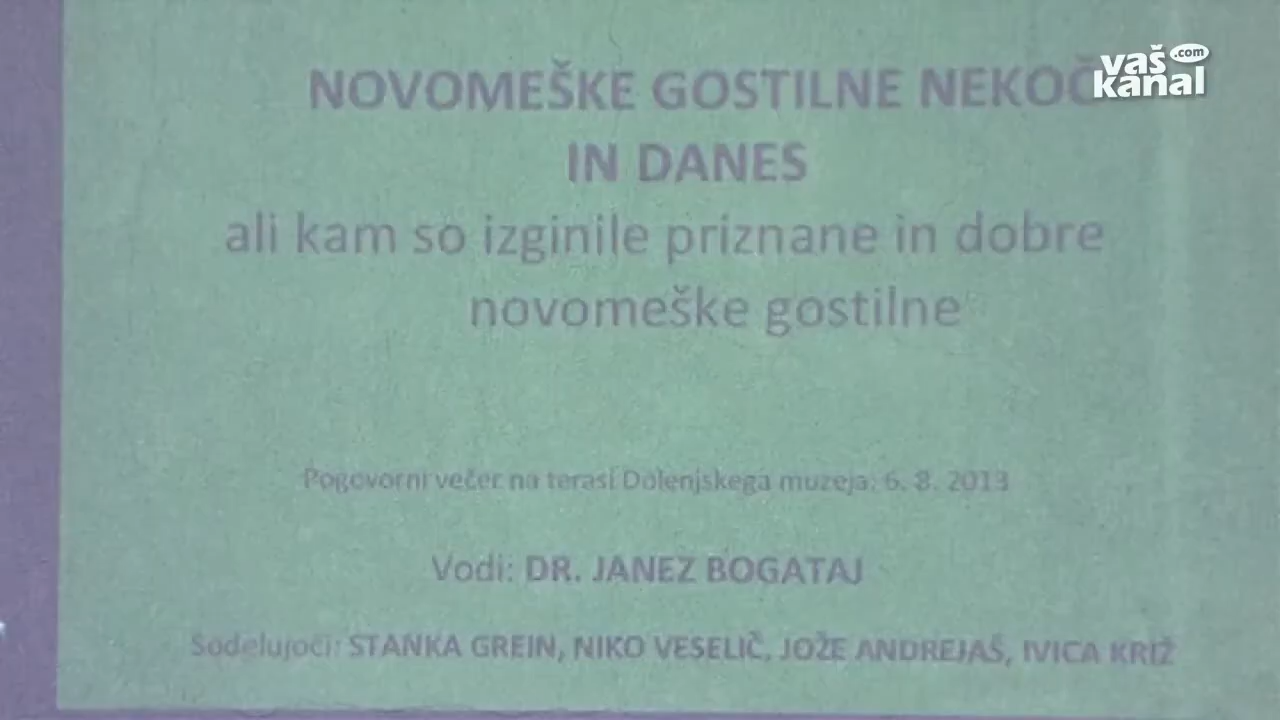 vaš .com
kanal
NOVOMEŠKE GOSTILNE NEKOČ
IN DANES
ali kam so izginile priznane in dobre
novomeške gostilne
Pogovorni večer na terasi Dolenjskega muzeja: 6. 8. 2013
Vodi: DR. JANEZ BOGATAJ
Sodelujoči: STANKA GREIN, NIKO VESELIČ, JOŽE ANDREJAŠ, IVICA KRIŽ